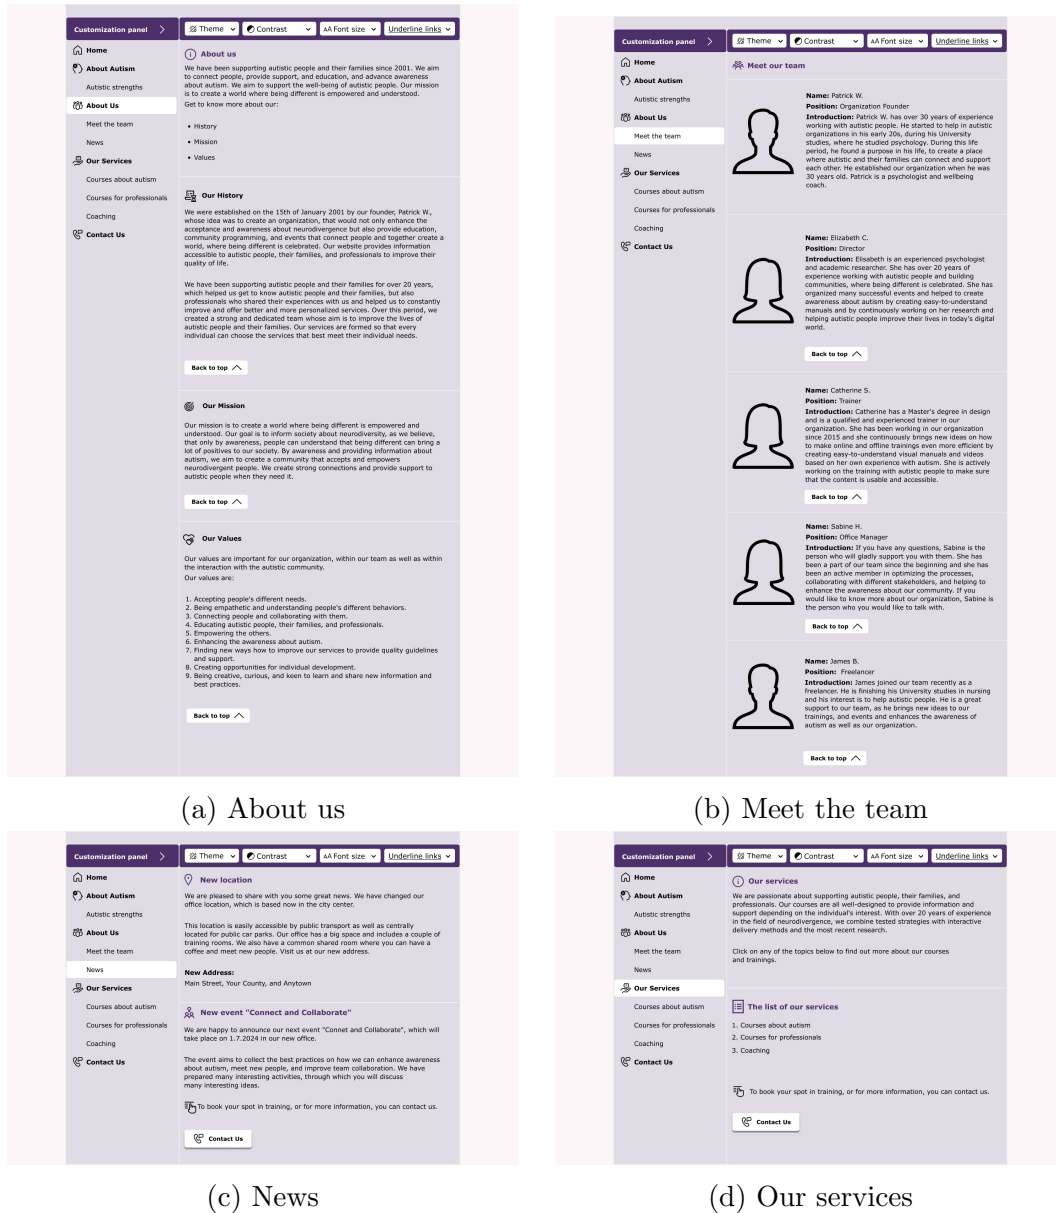 Customization panel
Theme
Contrast
AA Font size
Underline links
Home
About Autism
Autistic strengths
About Us
Meet the team
News
Our Services
Courses about autism
Courses for professionals
Coaching
Contact Us
About us
We have been supporting autistic people and their families since 2001. We aim
to connect people, provide support, and education, and advance awareness
about autism. We aim to support the well-being of autistic people. Our mission
is to create a world where being different is empowered and understood.
Get to know more about our:
• History
• Mission
• Values
Our History
We were established on the 15th of January 2001 by our founder, Patrick W.,
whose idea was to create an organization, that would not only enhance the
acceptance and awareness about neurodivergence but also provide education,
community programming, and events that connect people and together create a
world, where being different is celebrated. Our website provides information
accessible to autistic people, their families, and professionals to improve their
quality of life.
We have been supporting autistic people and their families for over 20 years,
which helped us get to know autistic people and their families, but also
professionals who shared their experiences with us and helped us to constantly
improve and offer better and more personalized services. Over this period, we
created a strong and dedicated team whose aim is to improve the lives of
autistic people and their families. Our services are formed so that every
individual can choose the services that best meet their individual needs.
Back to top
Our Mission
Our mission is to create a world where being different is empowered and
understood. Our goal is to inform society about neurodiversity, as we believe,
that only by awareness, people can understand that being different can bring a
lot of positives to our society. By awareness and providing information about
autism, we aim to create a community that accepts and empowers
neurodivergent people. We create strong connections and provide support to
autistic people when they need it.
Back to top
Our Values
Our values are important for our organization, within our team as well as within
the interaction with the autistic community.
Our values are:
1. Accepting people's different needs.
2. Being empathetic and understanding people's different behaviors.
3. Connecting people and collaborating with them.
4. Educating autistic people, their families, and professionals.
5. Empowering the others.
6. Enhancing the awareness about autism.
7. Finding new ways how to improve our services to provide quality guidelines
and support.
8. Creating opportunities for individual development.
9. Being creative, curious, and keen to learn and share new information and
best practices.
Back to top
(a) About us
Customization panel
Theme
Contrast
AA Font size
Underline links
Home
About Autism
Autistic strengths
About Us
Meet the team
News
Our Services
Courses about autism
Courses for professionals
Coaching
Contact Us
Meet our team
Name: Patrick W.
Position: Organization Founder
Introduction: Patrick W. has over 30 years of experience
working with autistic people. He started to help in autistic
organizations in his early 20s, during his University
studies, where he studied psychology. During this life
period, he found a purpose in his life, to create a place
where autistic and their families can connect and support
each other. He established our organization when he was
30 years old. Patrick is a psychologist and wellbeing
coach.
Name: Elizabeth C.
Position: Director
Introduction: Elisabeth is an experienced psychologist
and academic researcher. She has over 20 years of
experience working with autistic people and building
communities, where being different is celebrated. She has
organized many successful events and helped to create
awareness about autism by creating easy-to-understand
manuals and by continuously working on her research and
helping autistic people improve their lives in today's digital
world.
Back to top
Name: Catherine S.
Position: Trainer
Introduction: Catherine has a Master's degree in design
and is a qualified and experienced trainer in our
organization. She has been working in our organization
since 2015 and she continuously brings new ideas on how
to make online and offline trainings even more efficient by
creating easy-to-understand visual manuals and videos
based on her own experience with autism. She is actively
working on the training with autistic people to make sure
that the content is usable and accessible.
Back to top
Name: Sabine H.
Position: Office Manager
Introduction: If you have any questions, Sabine is the
person who will gladly support you with them. She has
been a part of our team since the beginning and she has
been an active member in optimizing the processes,
collaborating with different stakeholders, and helping to
enhance the awareness about our community. If you
would like to know more about our organization, Sabine is
the person who you would like to talk with.
Back to top
Name: James B.
Position: Freelancer
Introduction: James joined our team recently as a
freelancer. He is finishing his University studies in nursing
and his interest is to help autistic people. He is a great
support to our team, as he brings new ideas to our
trainings, and events and enhances the awareness of
autism as well as our organization.
Back to top
(b) Meet the team
Customization panel
Theme
Contrast
AA Font size
Underline links
Home
About Autism
Autistic strengths
About Us
Meet the team
News
Our Services
Courses about autism
Courses for professionals
Coaching
Contact Us
New location
We are pleased to share with you some great news. We have changed our
office location, which is based now in the city center.
This location is easily accessible by public transport as well as centrally
located for public car parks. Our office has a big space and includes a couple of
training rooms. We also have a common shared room where you can have a
coffee and meet new people. Visit us at our new address.
New Address:
Main Street, Your County, and Anytown
New event "Connect and Collaborate"
We are happy to announce our next event "Connet and Collaborate", which will
take place on 1.7.2024 in our new office.
The event aims to collect the best practices on how we can enhance awareness
about autism, meet new people, and improve team collaboration. We have
prepared many interesting activities, through which you will discuss
many interesting ideas.
To book your spot in training, or for more information, you can contact us.
Contact Us
(c) News
Customization panel
Theme
Contrast
AA Font size
Underline links
Home
About Autism
Autistic strengths
About Us
Meet the team
News
Our Services
Courses about autism
Courses for professionals
Coaching
Contact Us
Our services
We are passionate about supporting autistic people, their families, and
professionals. Our courses are all well-designed to provide information and
support depending on the individual's interest. With over 20 years of experience
in the field of neurodiversity, we combine tested strategies with interactive
delivery methods and the most recent research.
Click on any of the topics below to find out more about our courses
and trainings.
The list of our services
1. Courses about autism
2. Courses for professionals
3. Coaching
To book your spot in training, or for more information, you can contact us.
Contact Us
(d) Our services